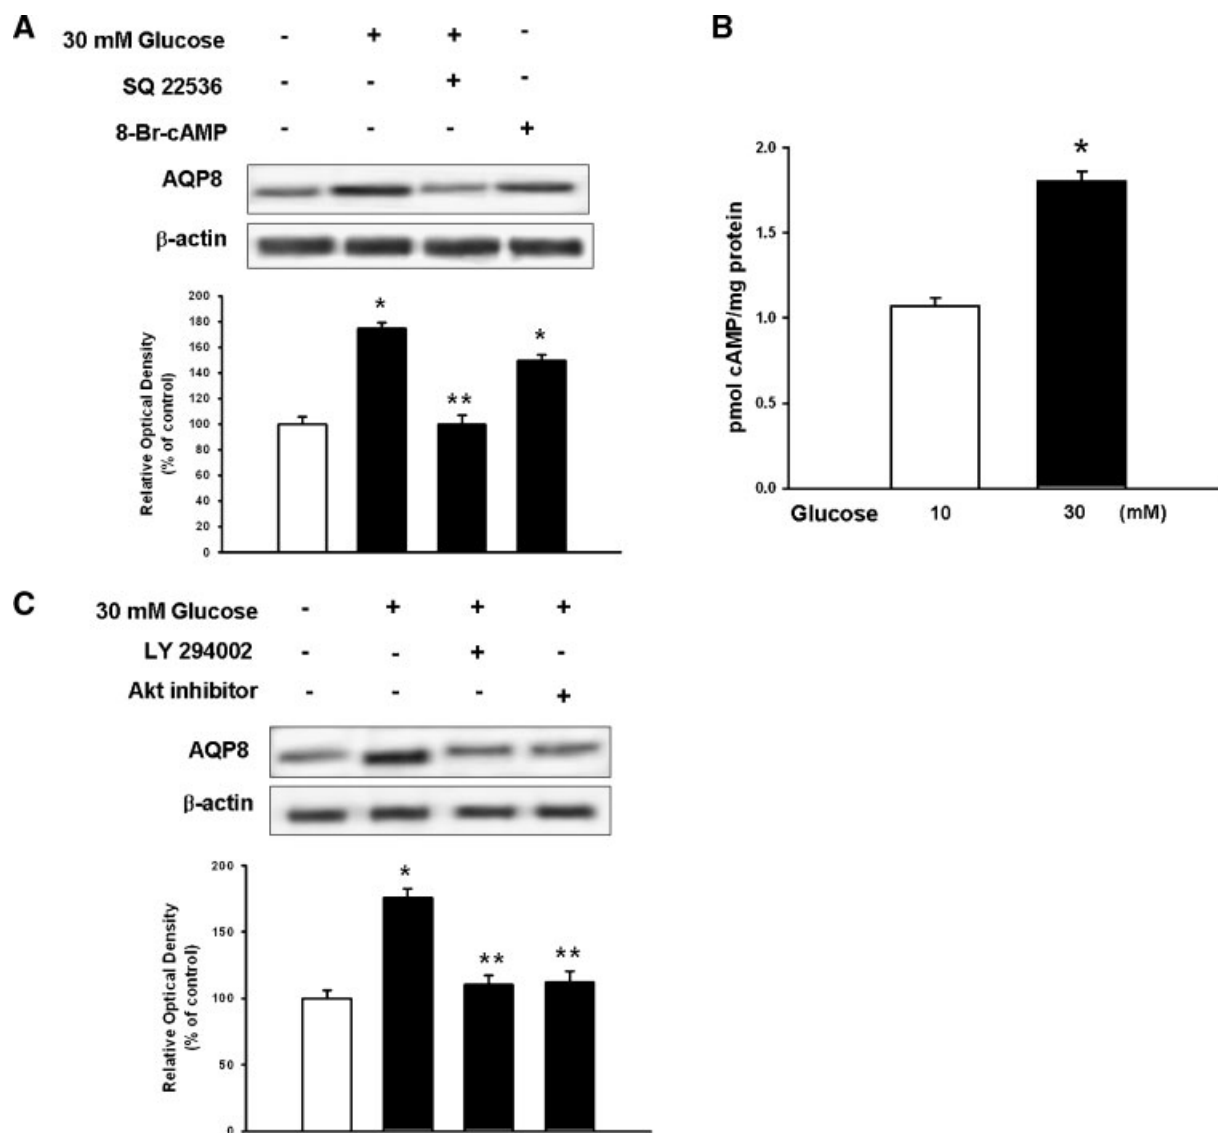 A
30 mM Glucose - + + -
SQ 22536 - - + -
8-Br-cAMP - - - +
AQP8
β-actin
Relative Optical Density
(% of control)
200
180
160
140
120
100
80
60
40
20
0
*
**
*
B
pmol cAMP/mg protein
2.0
1.5
1.0
0.5
0.0
*
Glucose 10 30 (mM)
C
30 mM Glucose - + + +
LY 294002 - - + -
Akt inhibitor - - - +
AQP8
β-actin
Relative Optical Density
(% of control)
200
150
100
50
0
*
**
**